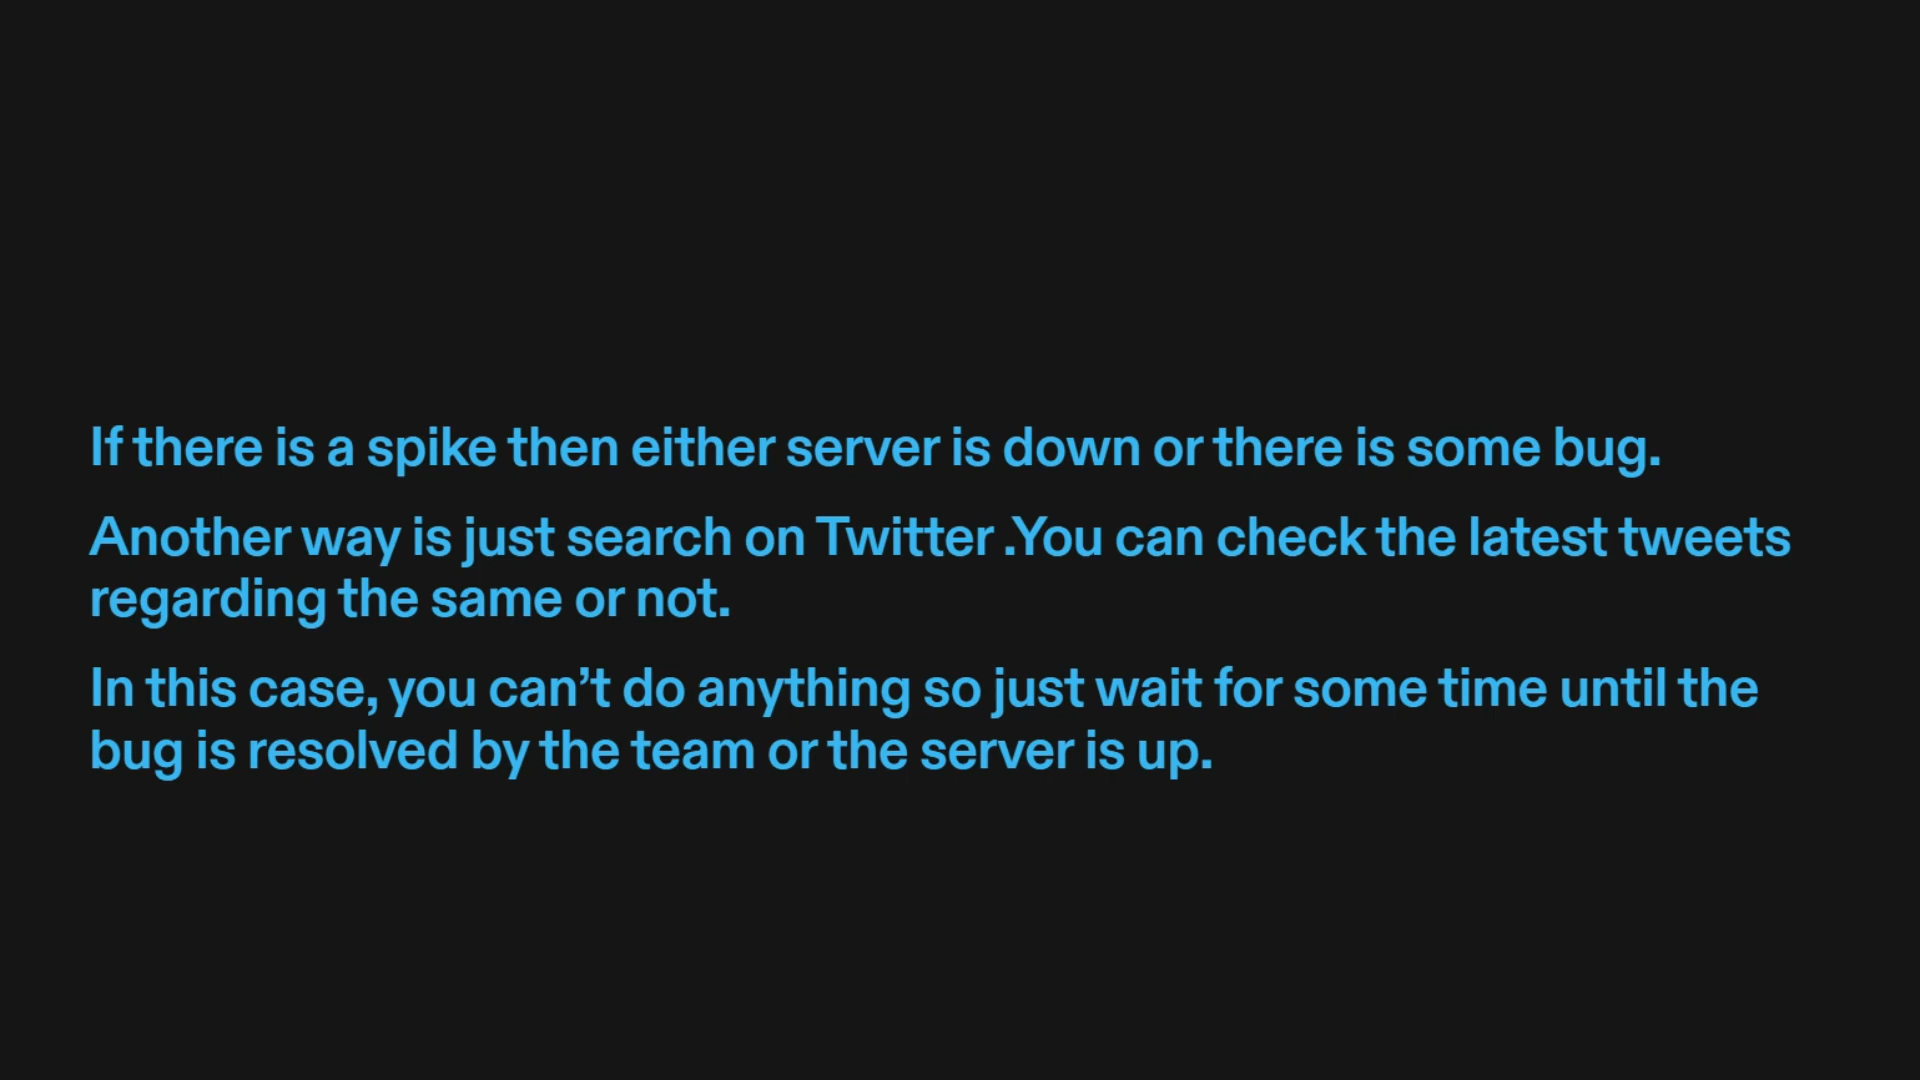 If there is a spike then either server is down or there is some bug.
Another way is just search on Twitter .You can check the latest tweets
regarding the same or not.
In this case, you can’t do anything so just wait for some time until the
bug is resolved by the team or the server is up.